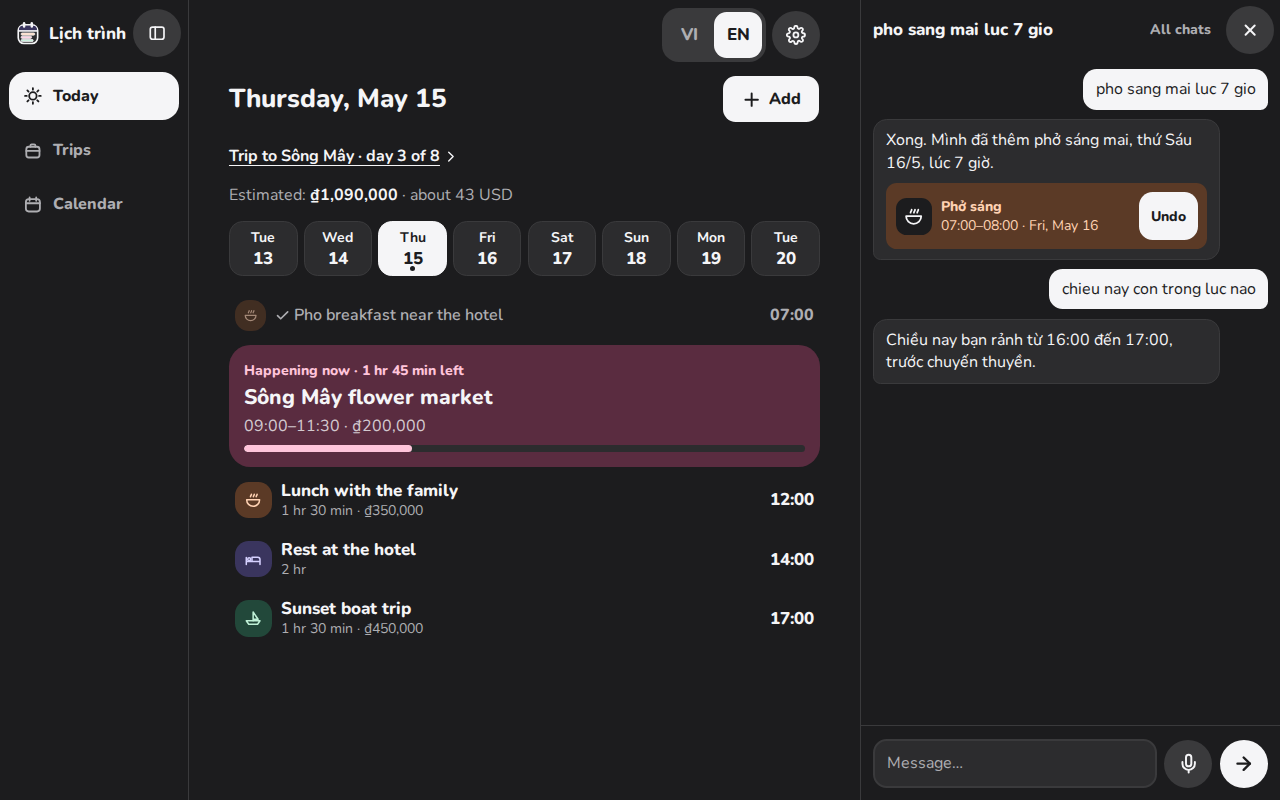 Lịch trình
Today
Trips
Calendar
VI EN
Thursday, May 15
Add
Trip to Sông Mây · day 3 of 8
Estimated: ₫1,090,000 · about 43 USD
Tue Wed Thu Fri Sat Sun Mon Tue
13 14 15 16 17 18 19 20
Pho breakfast near the hotel 07:00
Happening now · 1 hr 45 min left
Sông Mây flower market
09:00–11:30 · ₫200,000
Lunch with the family 12:00
1 hr 30 min · ₫350,000
Rest at the hotel 14:00
2 hr
Sunset boat trip 17:00
1 hr 30 min · ₫450,000
pho sang mai luc 7 gio All chats
pho sang mai luc 7 gio
Xong. Mình đã thêm phở sáng mai, thứ Sáu
16/5, lúc 7 giờ.
Phở sáng
07:00–08:00 · Fri, May 16
Undo
chieu nay con trong luc nao
Chiều nay bạn rảnh từ 16:00 đến 17:00,
trước chuyến thuyền.
Message...